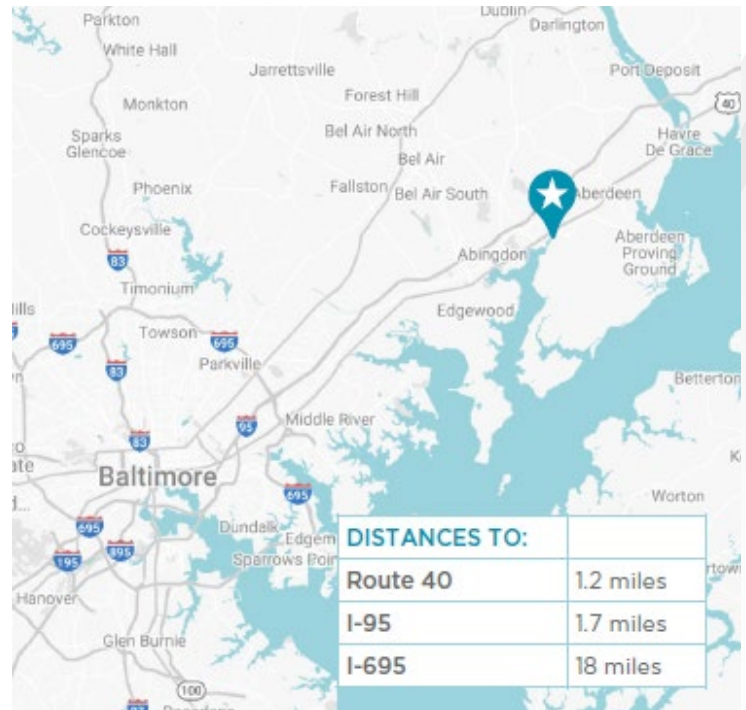 Dublin
Darlington
Parkton
White Hall
Jarrettsville
Port Deposit
Forest Hill
Monkton
40
Bel Air North
Havre
De Grace
Sparks
Glencoe
Bel Air
Phoenix
Fallston
Bel Air South
Aberdeen
Cockeysville
Abingdon
Aberdeen
Proving
Ground
83
Timonium
Edgewood
Towson
695
695
Parkville
83
Betterton
95
Middle River
83
Baltimore
695
Worton
695
Dundalk
895
195
Sparrows
Hanover
Glen Burnie
100
DISTANCES TO:
Route 40 1.2 miles
I-95 1.7 miles
I-695 18 miles